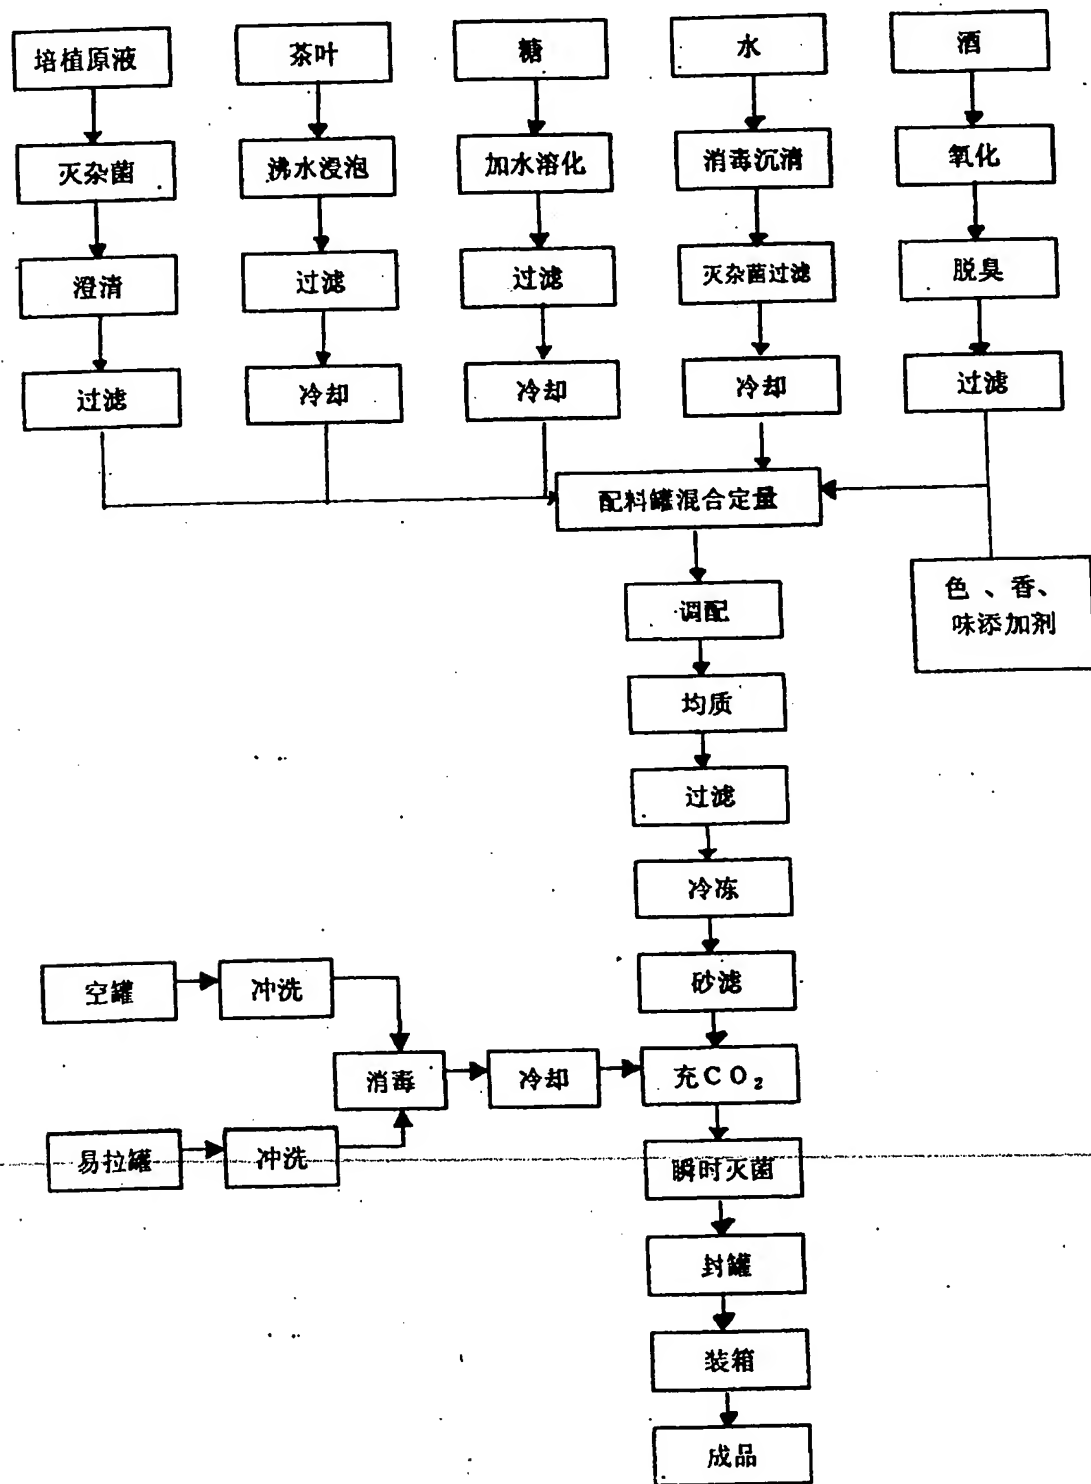 培植原液
茶叶
糖
水
酒
灭杂菌
沸水浸泡
加水溶化
消毒沉清
氧化
澄清
过滤
过滤
灭杂菌过滤
脱臭
过滤
冷却
冷却
冷却
过滤
配料罐混合定量
色、香、
味添加剂
调配
均质
过滤
冷冻
砂滤
空罐
冲洗
消毒
冷却
充CO₂
易拉罐
冲洗
瞬时灭菌
封罐
装箱
成品